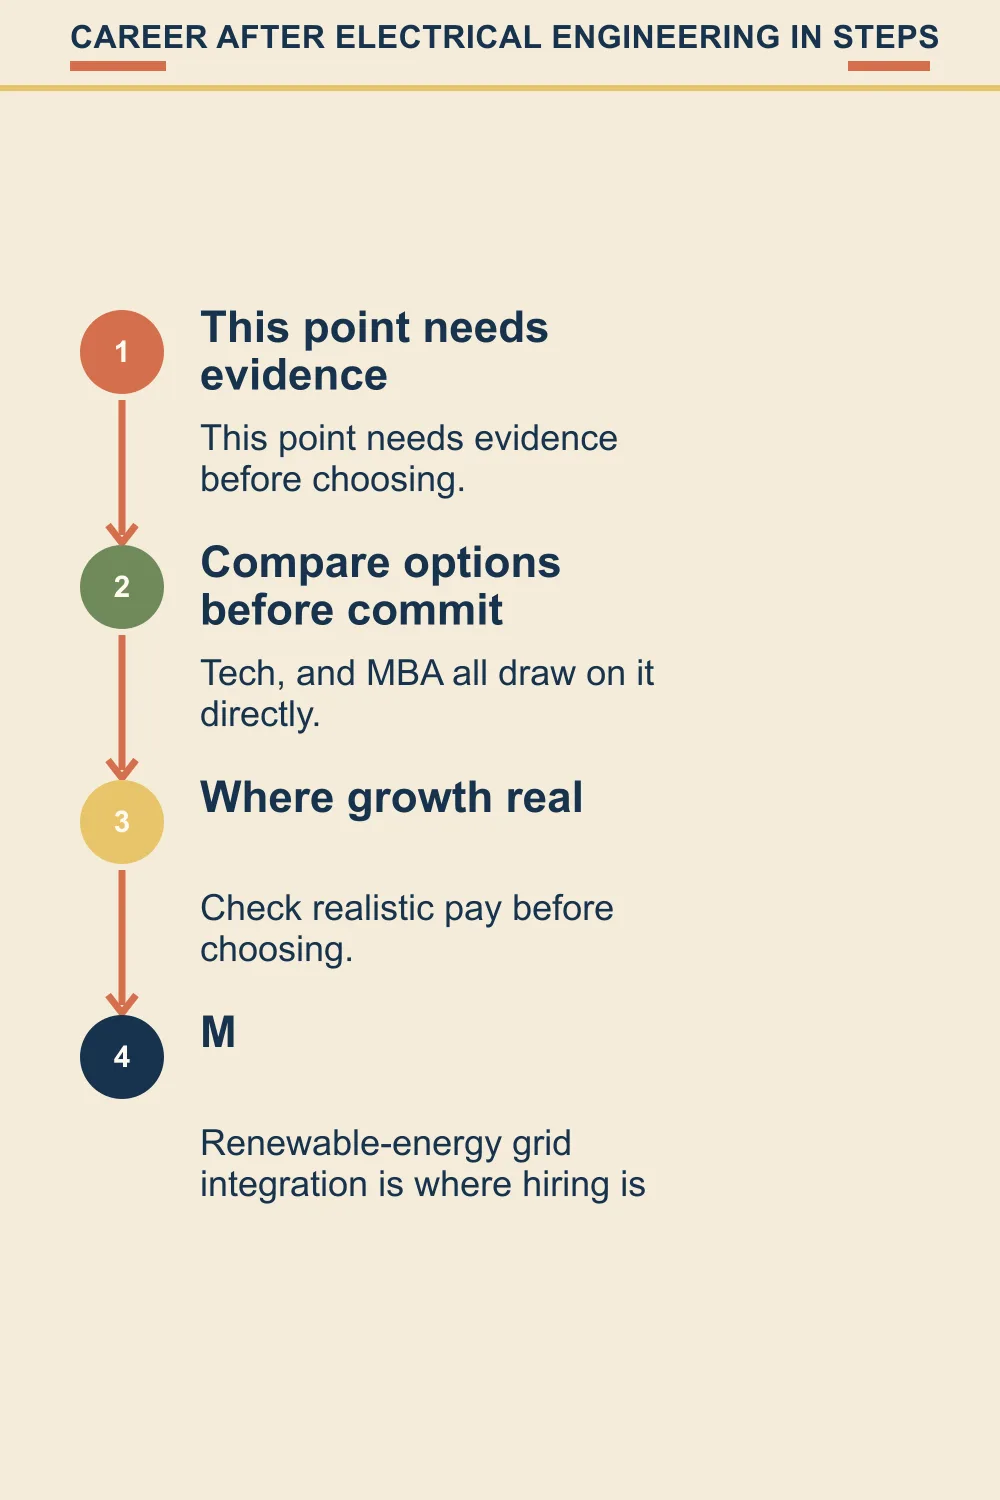 CAREER AFTER ELECTRICAL ENGINEERING IN STEPS
1
This point needs
evidence
This point needs evidence
before choosing.
2
Compare options
before commit
Tech, and MBA all draw on it
directly.
3
Where growth real
Check realistic pay before
choosing.
4
M
Renewable-energy grid
integration is where hiring is